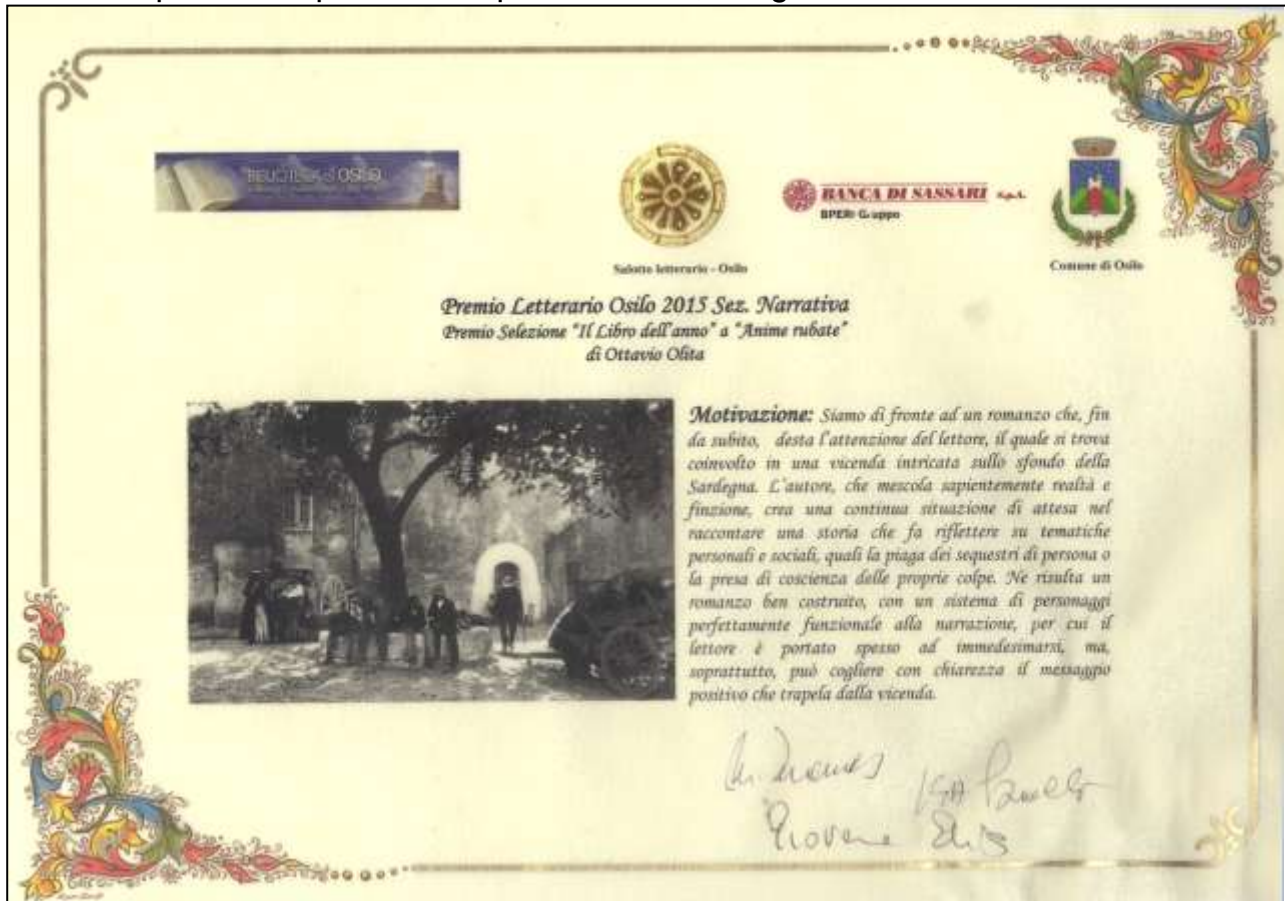 BIBLIOTECA di OSILO
BANCA DI SASSARI S.p.A.
BPER: Gruppo
Salotto letterario - Osilo
Comune di Osilo
Premio Letterario Osilo 2015 Sez. Narrativa
Premio Selezione "Il Libro dell'anno" a "Anime rubate"
di Ottavio Olita
Motivazione: Siamo di fronte ad un romanzo che, fin
da subito, desta l'attenzione del lettore, il quale si trova
coinvolto in una vicenda intricata sullo sfondo della
Sardegna. L'autore, che mescola sapientemente realtà e
finzione, crea una continua situazione di attesa nel
raccontare una storia che fa riflettere su tematiche
personali e sociali, quali la piaga dei sequestri di persona o
la presa di coscienza delle proprie colpe. Ne risulta un
romanzo ben costruito, con un sistema di personaggi
perfettamente funzionale alla narrazione, per cui il
lettore è portato spesso ad immedesimarsi, ma,
soprattutto, può cogliere con chiarezza il messaggio
positivo che trapela dalla vicenda.